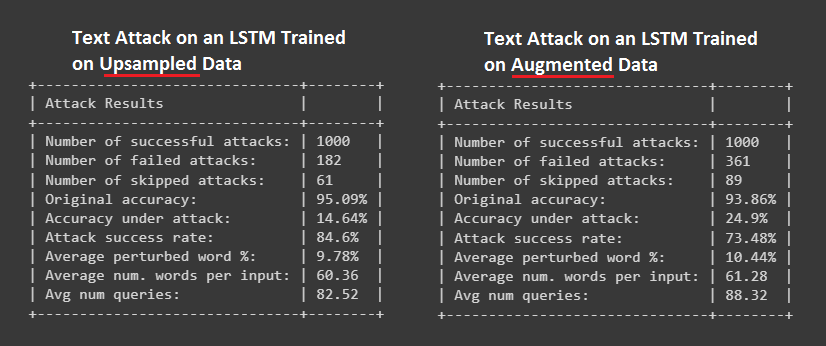 Text Attack on an LSTM Trained
on Upsampled Data
+--------------------------------+--------+
| Attack Results                 |        |
+--------------------------------+--------+
| Number of successful attacks: | 1000   |
| Number of failed attacks:     | 182    |
| Number of skipped attacks:    | 61     |
| Original accuracy:            | 95.09% |
| Accuracy under attack:        | 14.64% |
| Attack success rate:          | 84.6%  |
| Average perturbed word %:     | 9.78%  |
| Average num. words per input: | 60.36  |
| Avg num queries:              | 82.52  |
+--------------------------------+--------+
Text Attack on an LSTM Trained
on Augmented Data
+--------------------------------+--------+
| Attack Results                 |        |
+--------------------------------+--------+
| Number of successful attacks: | 1000   |
| Number of failed attacks:     | 361    |
| Number of skipped attacks:    | 89     |
| Original accuracy:            | 93.86% |
| Accuracy under attack:        | 24.9%  |
| Attack success rate:          | 73.48% |
| Average perturbed word %:     | 10.44% |
| Average num. words per input: | 61.28  |
| Avg num queries:              | 88.32  |
+--------------------------------+--------+